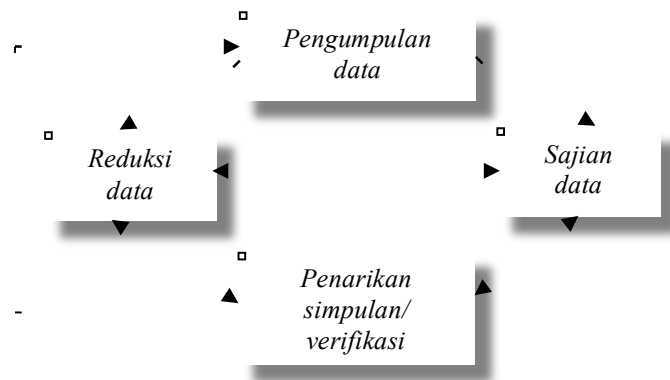 Pengumpulan
data
Reduksi
data
Sajian
data
Penarikan
simpulan/
verifikasi